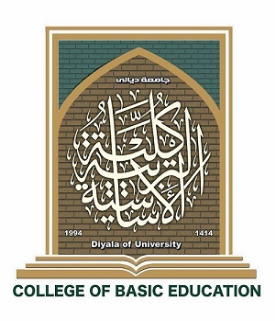 جامعة ديالى
كلية التربية الأساسية
1994 1414
Diyala of University
COLLEGE OF BASIC EDUCATION